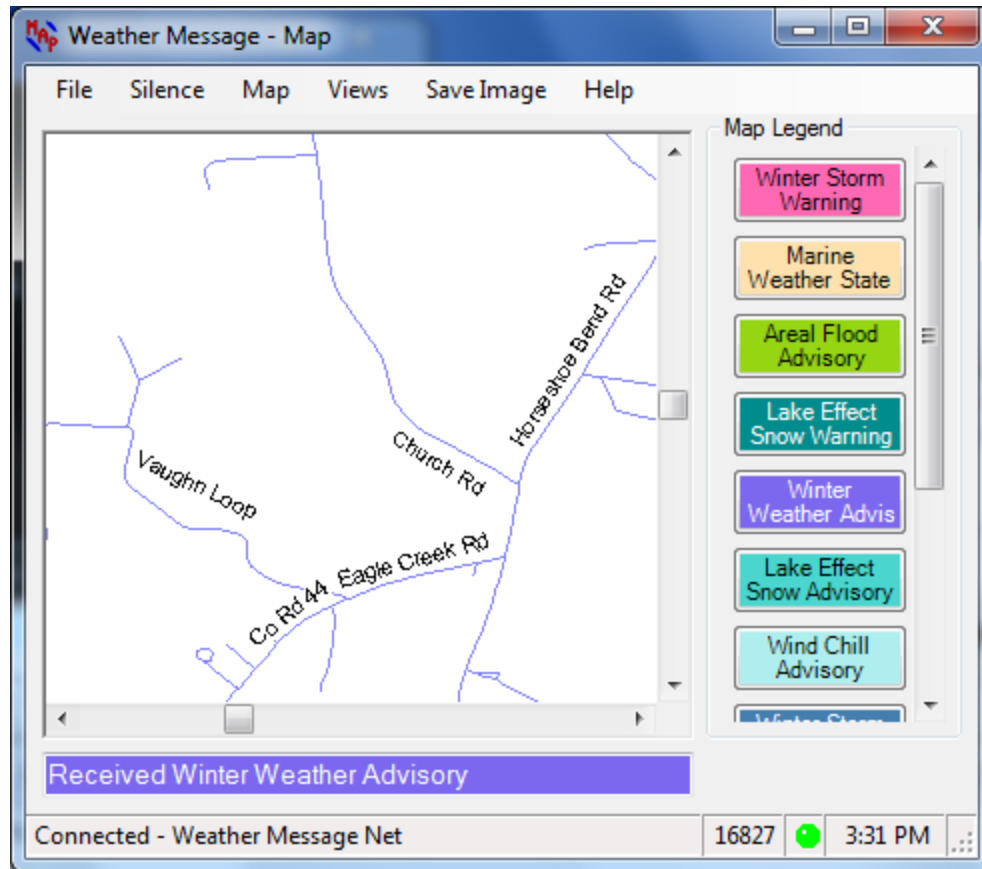 MAP
Weather Message - Map
File Silence Map Views Save Image Help
Map Legend
Winter Storm
Warning
Marine
Weather State
Areal Flood
Advisory
Lake Effect
Snow Warning
Winter
Weather Advis
Lake Effect
Snow Advisory
Wind Chill
Advisory
Winter Storm
Horseshoe Bend Rd
Church Rd
Vaughn Loop
Co Rd 44 Eagle Creek Rd
Received Winter Weather Advisory
Connected - Weather Message Net 16827 3:31 PM